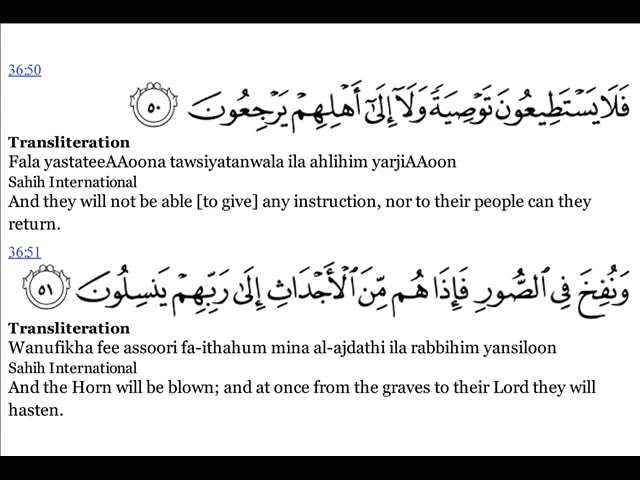 36:50
فَلَا يَسْتَطِيعُونَ تَوْصِيَةً وَلَآ إِلَىٰٓ أَهْلِهِمْ يَرْجِعُونَ ٥٠
Transliteration
Fala yastateeAAoona tawsiyatanwala ila ahlihim yarjiAAoon
Sahih International
And they will not be able [to give] any instruction, nor to their people can they
return.
36:51
وَنُفِخَ فِى ٱلصُّورِ فَإِذَا هُم مِّنَ ٱلْأَجْدَاثِ إِلَىٰ رَبِّهِمْ يَنسِلُونَ ٥١
Transliteration
Wanufikha fee assoori fa-ithahum mina al-ajdathi ila rabbihim yansiloon
Sahih International
And the Horn will be blown; and at once from the graves to their Lord they will
hasten.